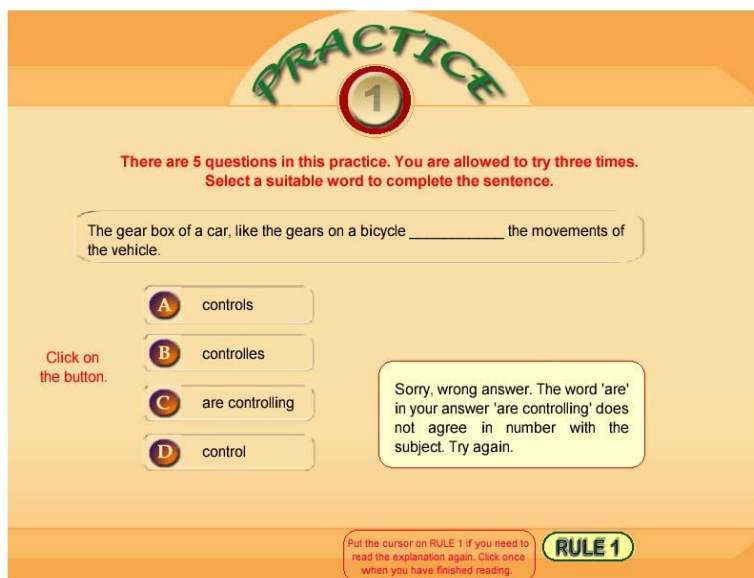 PRACTICE
1
There are 5 questions in this practice. You are allowed to try three times.
Select a suitable word to complete the sentence.
The gear box of a car, like the gears on a bicycle ____________ the movements of
the vehicle.
A controls
B controlles
C are controlling
D control
Click on
the button.
Sorry, wrong answer. The word 'are'
in your answer 'are controlling' does
not agree in number with the
subject. Try again.
Put the cursor on RULE 1 if you need to
read the explanation again. Click once
when you have finished reading.
RULE 1